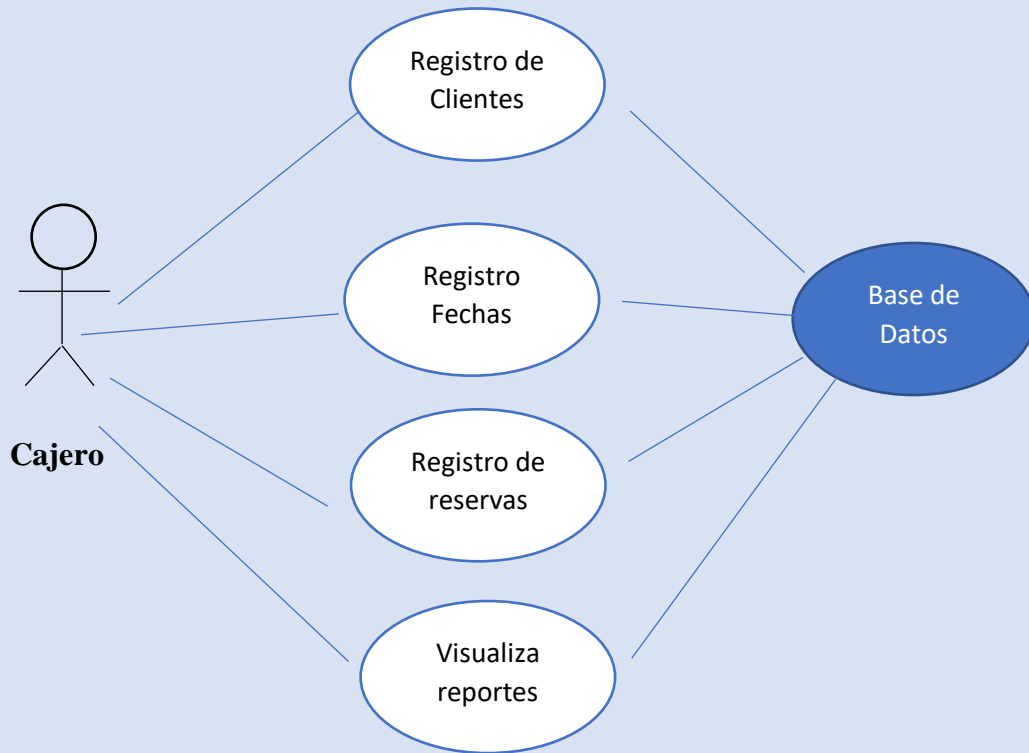 Registro de
Clientes
Registro
Fechas
Base de
Datos
Cajero
Registro de
reservas
Visualiza
reportes